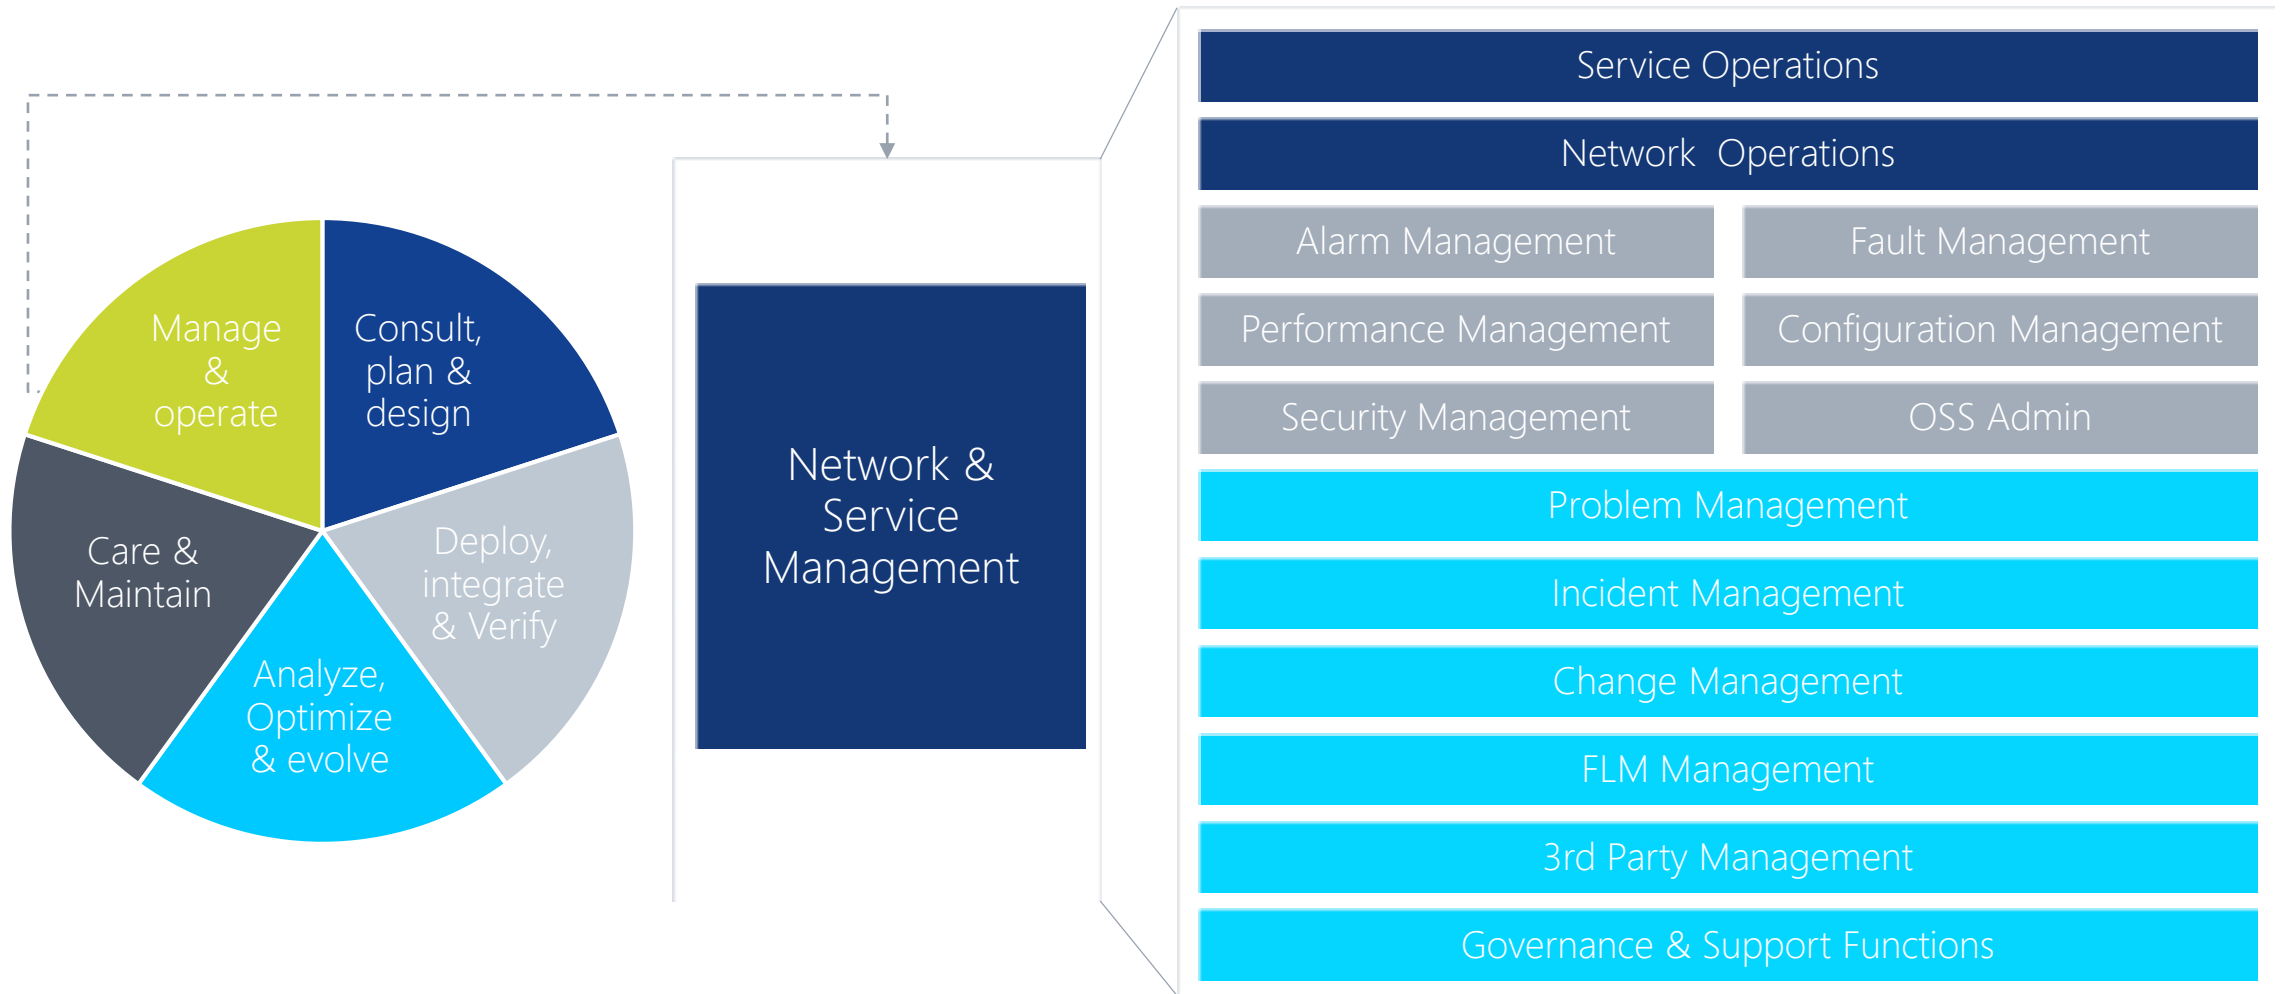 Manage
&
operate
Consult,
plan &
design
Deploy,
integrate
& Verify
Analyze,
Optimize
& evolve
Care &
Maintain
Network &
Service
Management
Service Operations
Network  Operations
Alarm Management
Fault Management
Performance Management
Configuration Management
Security Management
OSS Admin
Problem Management
Incident Management
Change Management
FLM Management
3rd Party Management
Governance & Support Functions